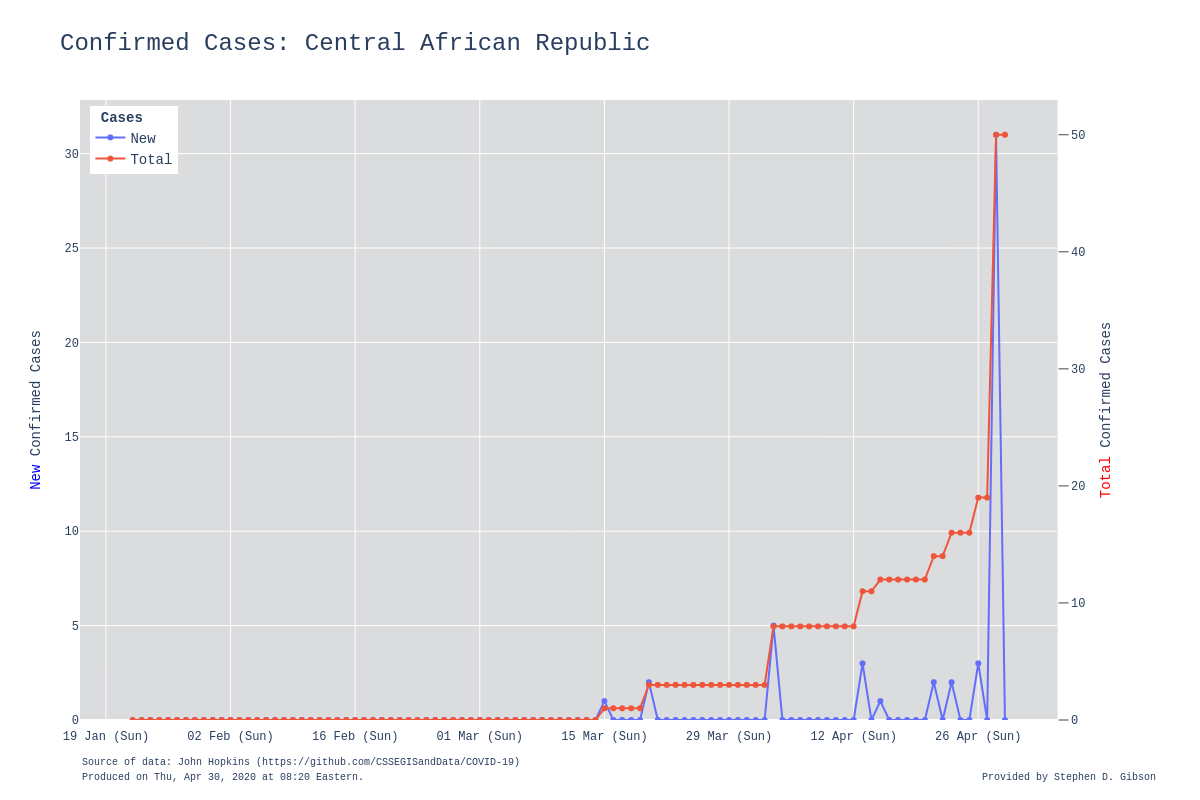 Confirmed Cases: Central African Republic
Cases
New
Total
30
25
20
15
10
5
0
New Confirmed Cases
50
40
30
20
10
0
Total Confirmed Cases
19 Jan (Sun) 02 Feb (Sun) 16 Feb (Sun) 01 Mar (Sun) 15 Mar (Sun) 29 Mar (Sun) 12 Apr (Sun) 26 Apr (Sun)
Source of data: John Hopkins (https://github.com/CSSEGISandData/COVID-19)
Produced on Thu, Apr 30, 2020 at 08:20 Eastern.
Provided by Stephen D. Gibson